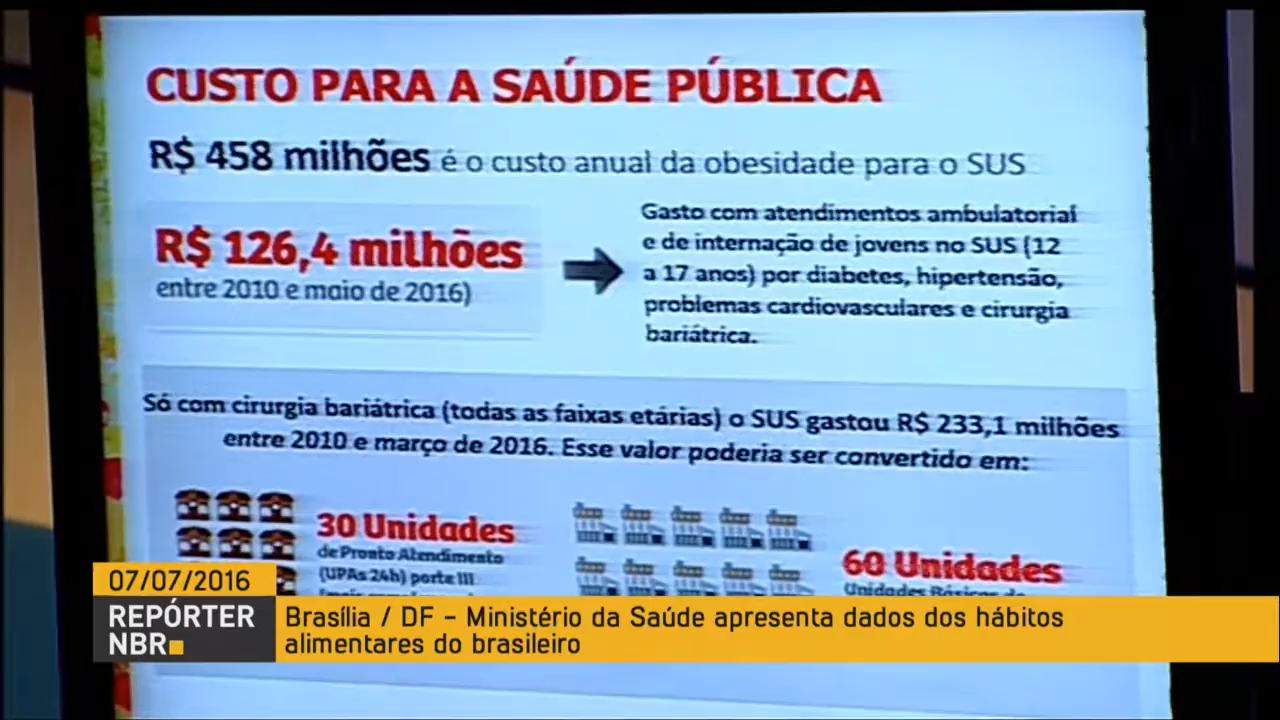 CUSTO PARA A SAÚDE PÚBLICA
R$ 458 milhões é o custo anual da obesidade para o SUS
R$ 126,4 milhões
entre 2010 e maio de 2016)
Gasto com atendimentos ambulatorial
e de internação de jovens no SUS (12
a 17 anos) por diabetes, hipertensão,
problemas cardiovasculares e cirurgia
bariátrica.
Só com cirurgia bariátrica (todas as faixas etárias) o SUS gastou R$ 233,1 milhões
entre 2010 e março de 2016. Esse valor poderia ser convertido em:
30 Unidades
de Pronto Atendimento
(UPAs 24h) porte III
60 Unidades
07/07/2016
REPÓRTER
NBR
Brasília / DF - Ministério da Saúde apresenta dados dos hábitos
alimentares do brasileiro